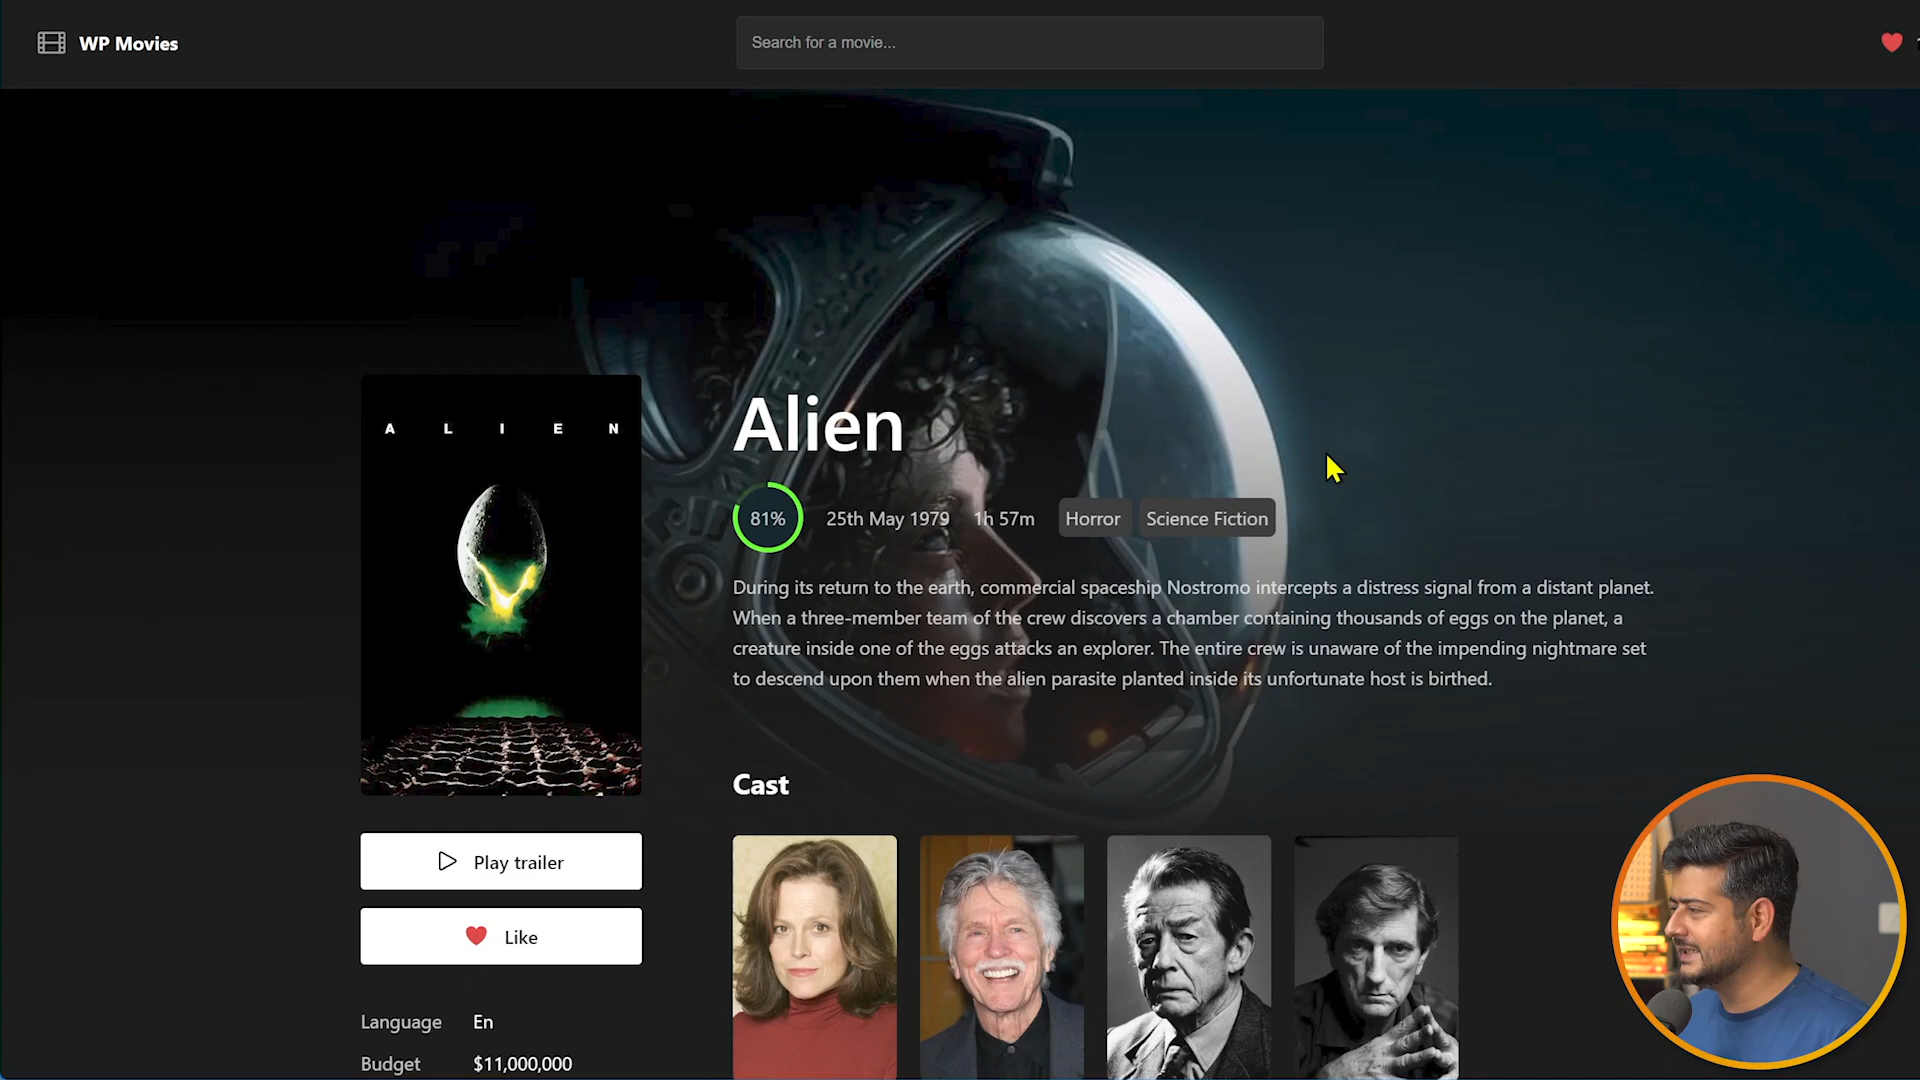 WP Movies
Search for a movie...
A L I E N
Alien
81% 25th May 1979 1h 57m Horror Science Fiction
During its return to the earth, commercial spaceship Nostromo intercepts a distress signal from a distant planet.
When a three-member team of the crew discovers a chamber containing thousands of eggs on the planet, a
creature inside one of the eggs attacks an explorer. The entire crew is unaware of the impending nightmare set
to descend upon them when the alien parasite planted inside its unfortunate host is birthed.
Play trailer
Like
Language En
Budget $11,000,000
Cast